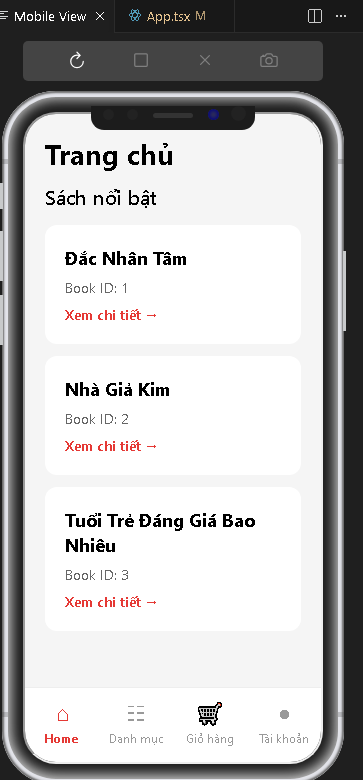 Mobile View
App.tsx M
Trang chủ
Sách nổi bật
Đắc Nhân Tâm
Book ID: 1
Xem chi tiết →
Nhà Giả Kim
Book ID: 2
Xem chi tiết →
Tuổi Trẻ Đáng Giá Bao
Nhiêu
Book ID: 3
Xem chi tiết →
Home
Danh mục
Giỏ hàng
Tài khoản